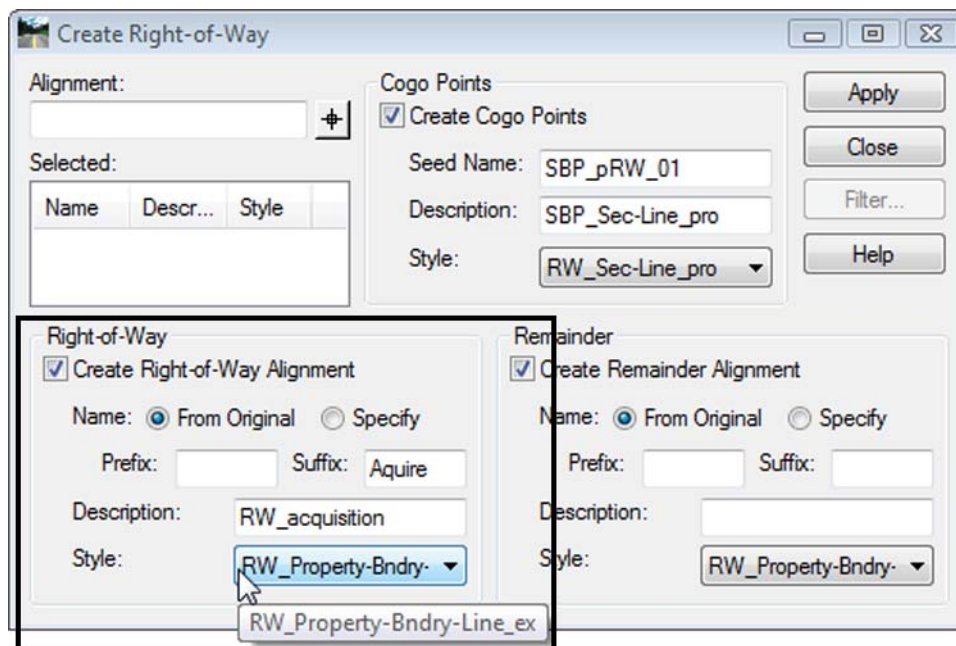 Create Right-of-Way
Alignment:
Selected:
Name Descr... Style
Cogo Points
Create Cogo Points
Seed Name: SBP_pRW_01
Description: SBP_Sec-Line_pro
Style: RW_Sec-Line_pro
Apply
Close
Filter...
Help
Right-of-Way
Create Right-of-Way Alignment
Name: From Original Specify
Prefix: Suffix: Aquire
Description: RW_acquisition
Style: RW_Property-Bndry-
RW_Property-Bndry-Line_ex
Remainder
Create Remainder Alignment
Name: From Original Specify
Prefix: Suffix:
Description:
Style: RW_Property-Bndry-